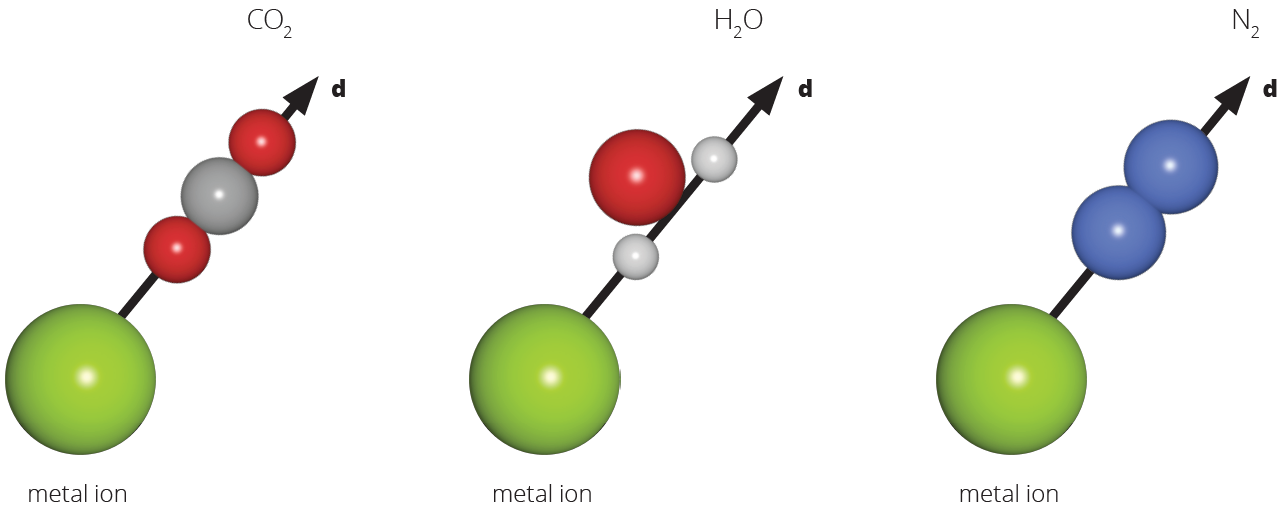 CO₂ H₂O N₂
d d d
metal ion metal ion metal ion